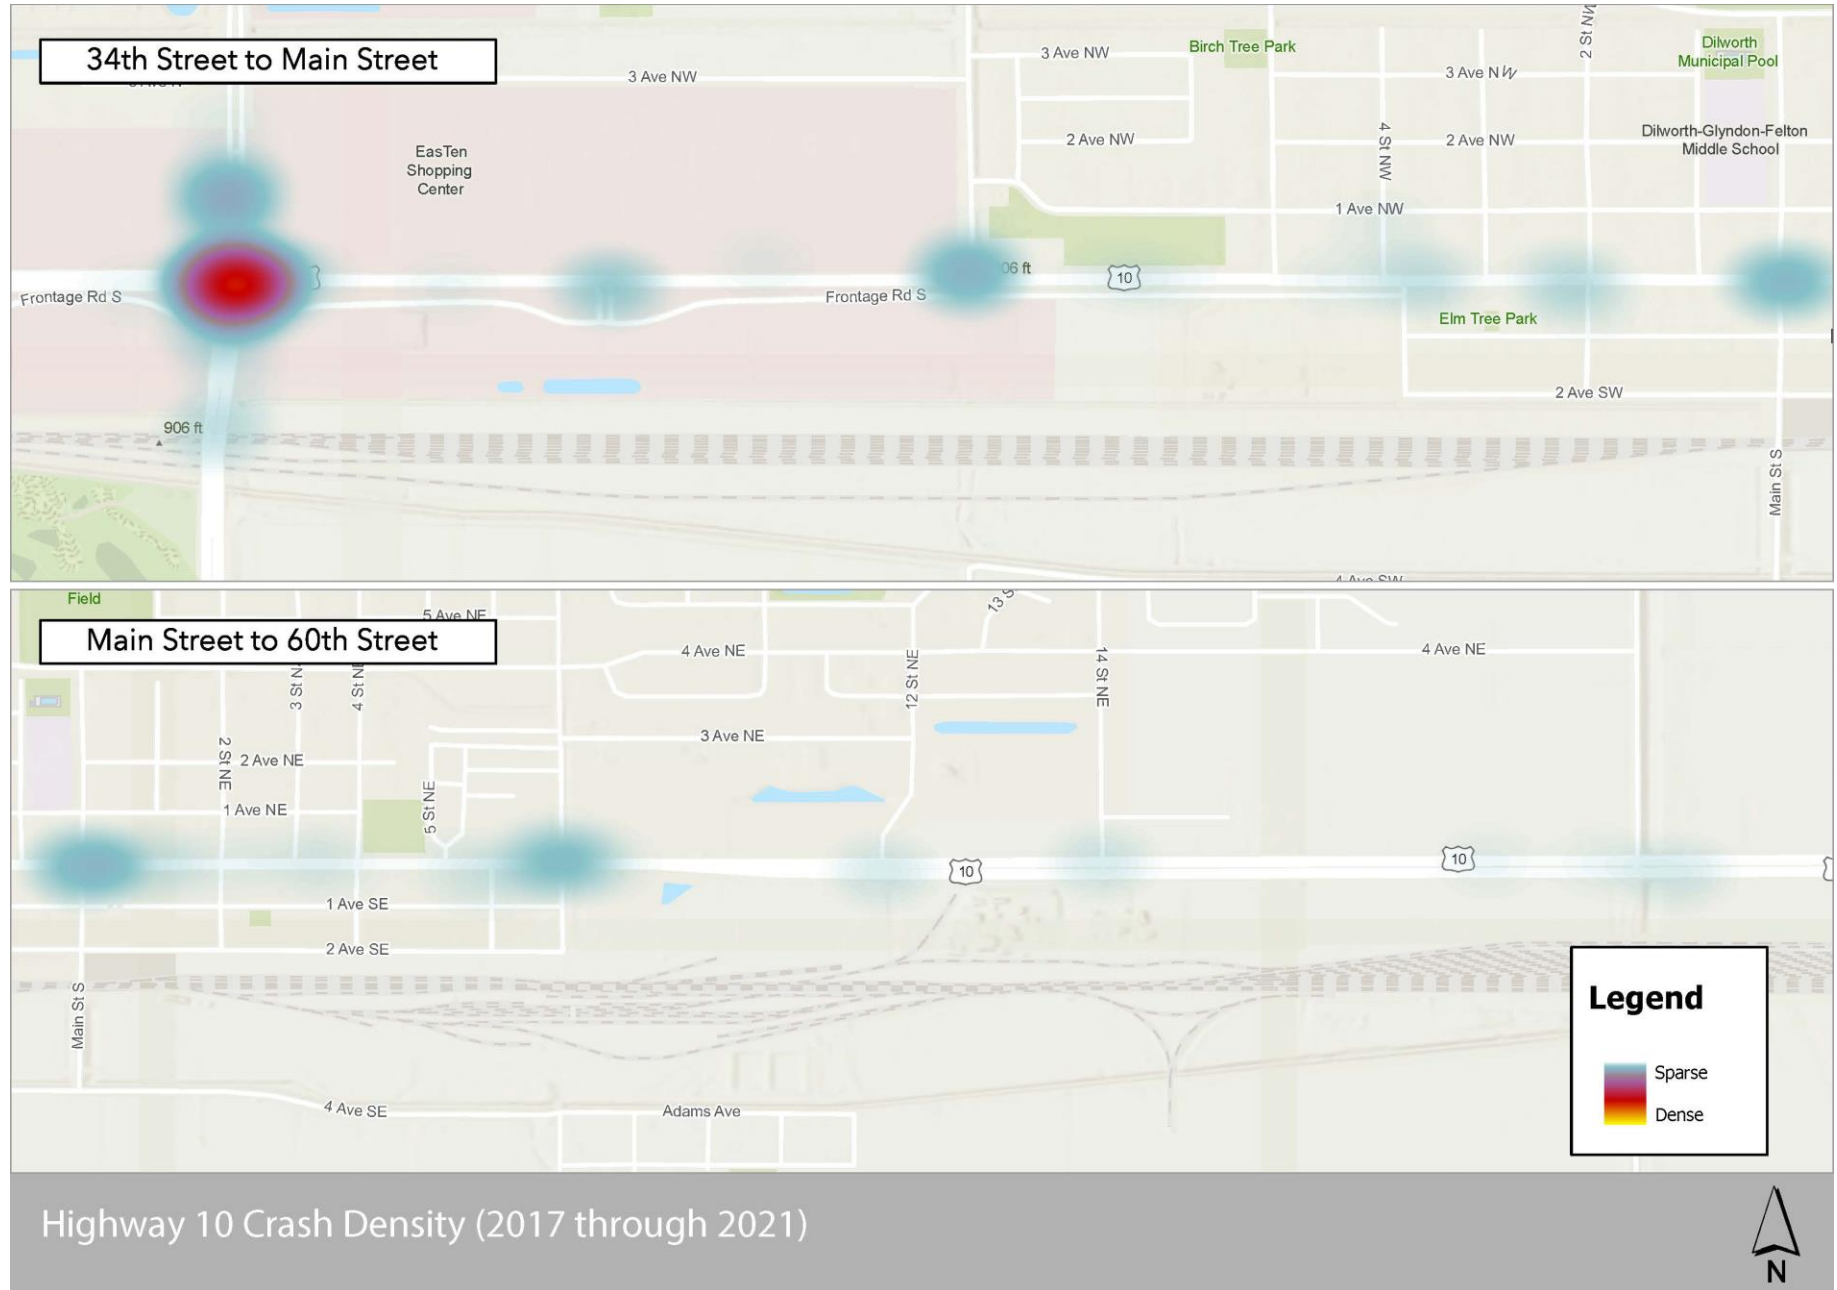 34th Street to Main Street
3 Ave NW
3 Ave NW
Birch Tree Park
3 Ave NW
2 St NW
Dilworth
Municipal Pool
EasTen
Shopping
Center
2 Ave NW
4 St NW
2 Ave NW
Dilworth-Glyndon-Felton
Middle School
1 Ave NW
Frontage Rd S
Frontage Rd S
06 ft
10
Elm Tree Park
2 Ave SW
906 ft
Main St S
4 Ave SW
Main Street to 60th Street
Field
5 Ave NE
3 St N
4 St NE
4 Ave NE
12 St NE
13 S
14 St NE
4 Ave NE
2 St NE
2 Ave NE
3 Ave NE
1 Ave NE
5 St NE
10
10
1 Ave SE
2 Ave SE
Main St S
4 Ave SE
Adams Ave
Legend
Sparse
Dense
Highway 10 Crash Density (2017 through 2021)
N